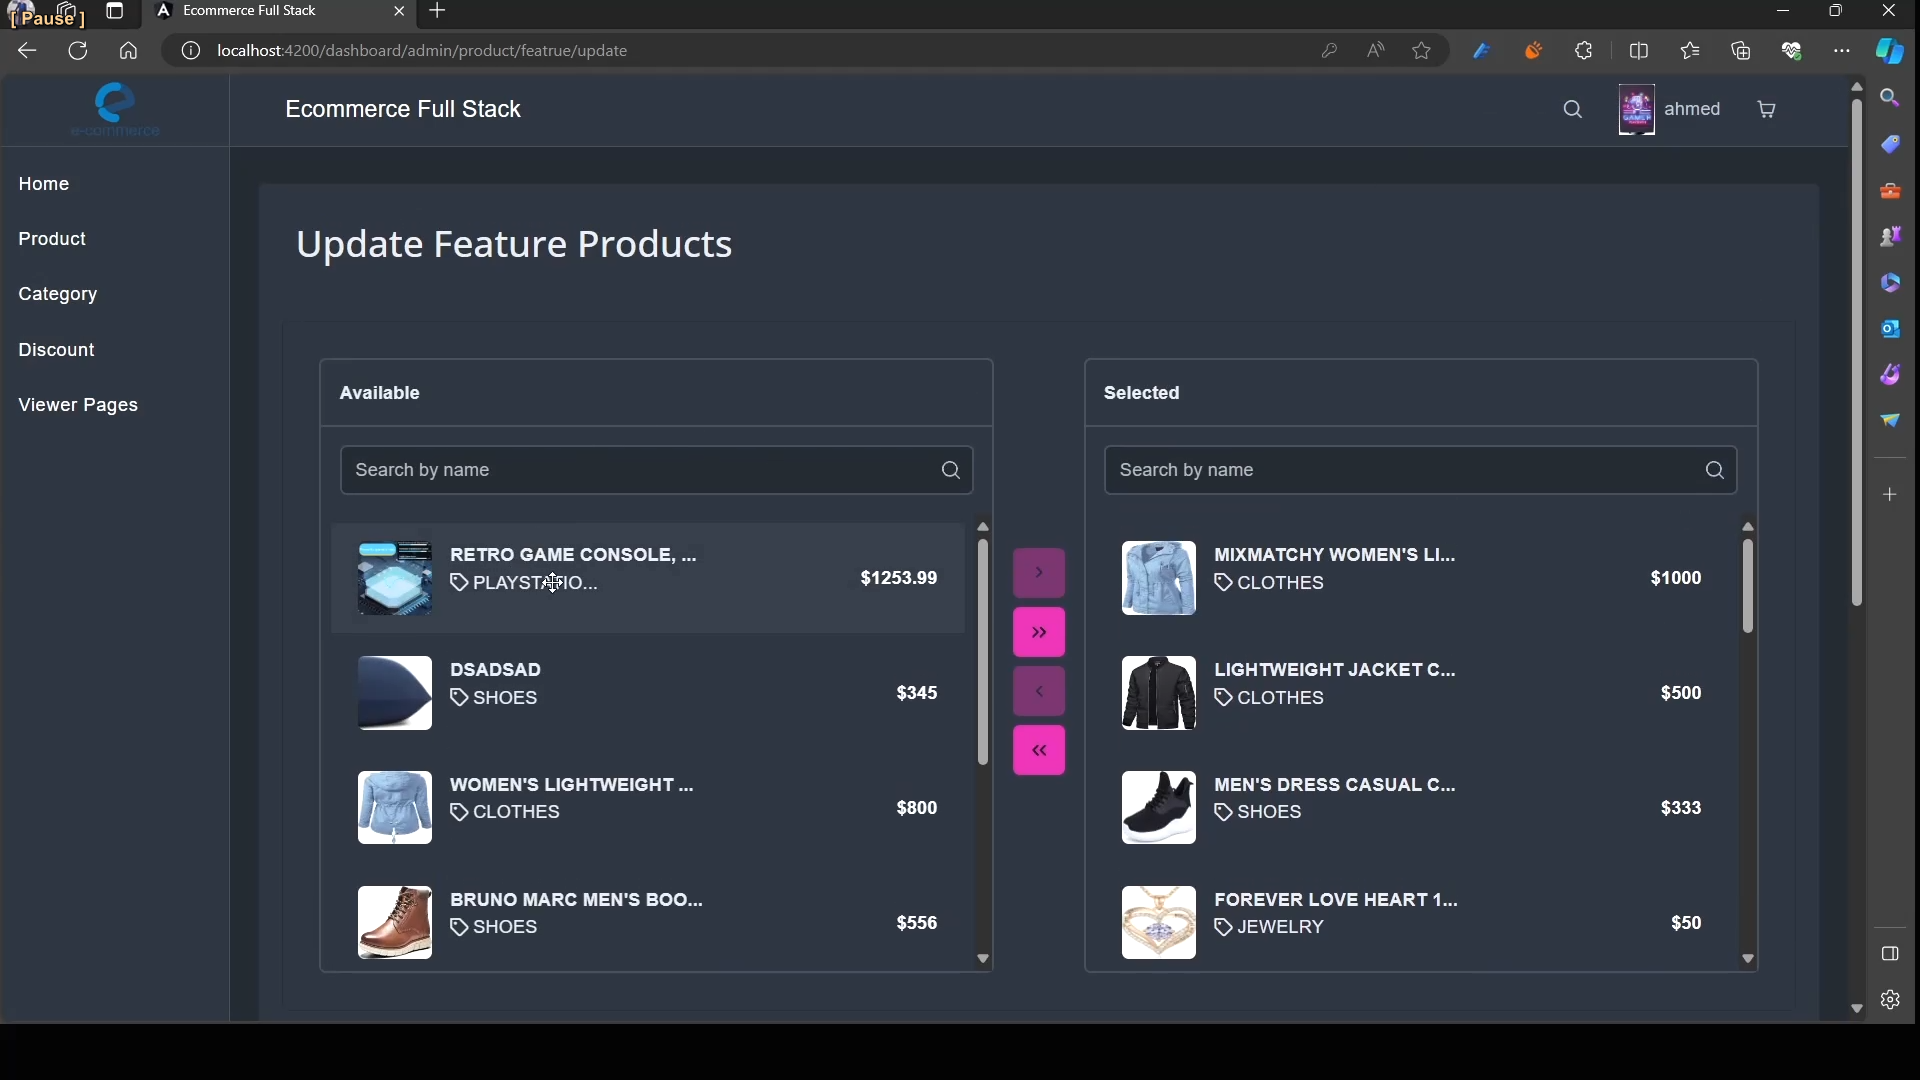 [ Pause ]
Ecommerce Full Stack
localhost:4200/dashboard/admin/product/featrue/update
e-commerce
Ecommerce Full Stack
ahmed
Home
Product
Category
Discount
Viewer Pages
Update Feature Products
Available
Search by name
RETRO GAME CONSOLE, ...
PLAYSTATIO...
$1253.99
DSADSAD
SHOES
$345
WOMEN'S LIGHTWEIGHT ...
CLOTHES
$800
BRUNO MARC MEN'S BOO...
SHOES
$556
Selected
Search by name
MIXMATCHY WOMEN'S LI...
CLOTHES
$1000
LIGHTWEIGHT JACKET C...
CLOTHES
$500
MEN'S DRESS CASUAL C...
SHOES
$333
FOREVER LOVE HEART 1...
JEWELRY
$50